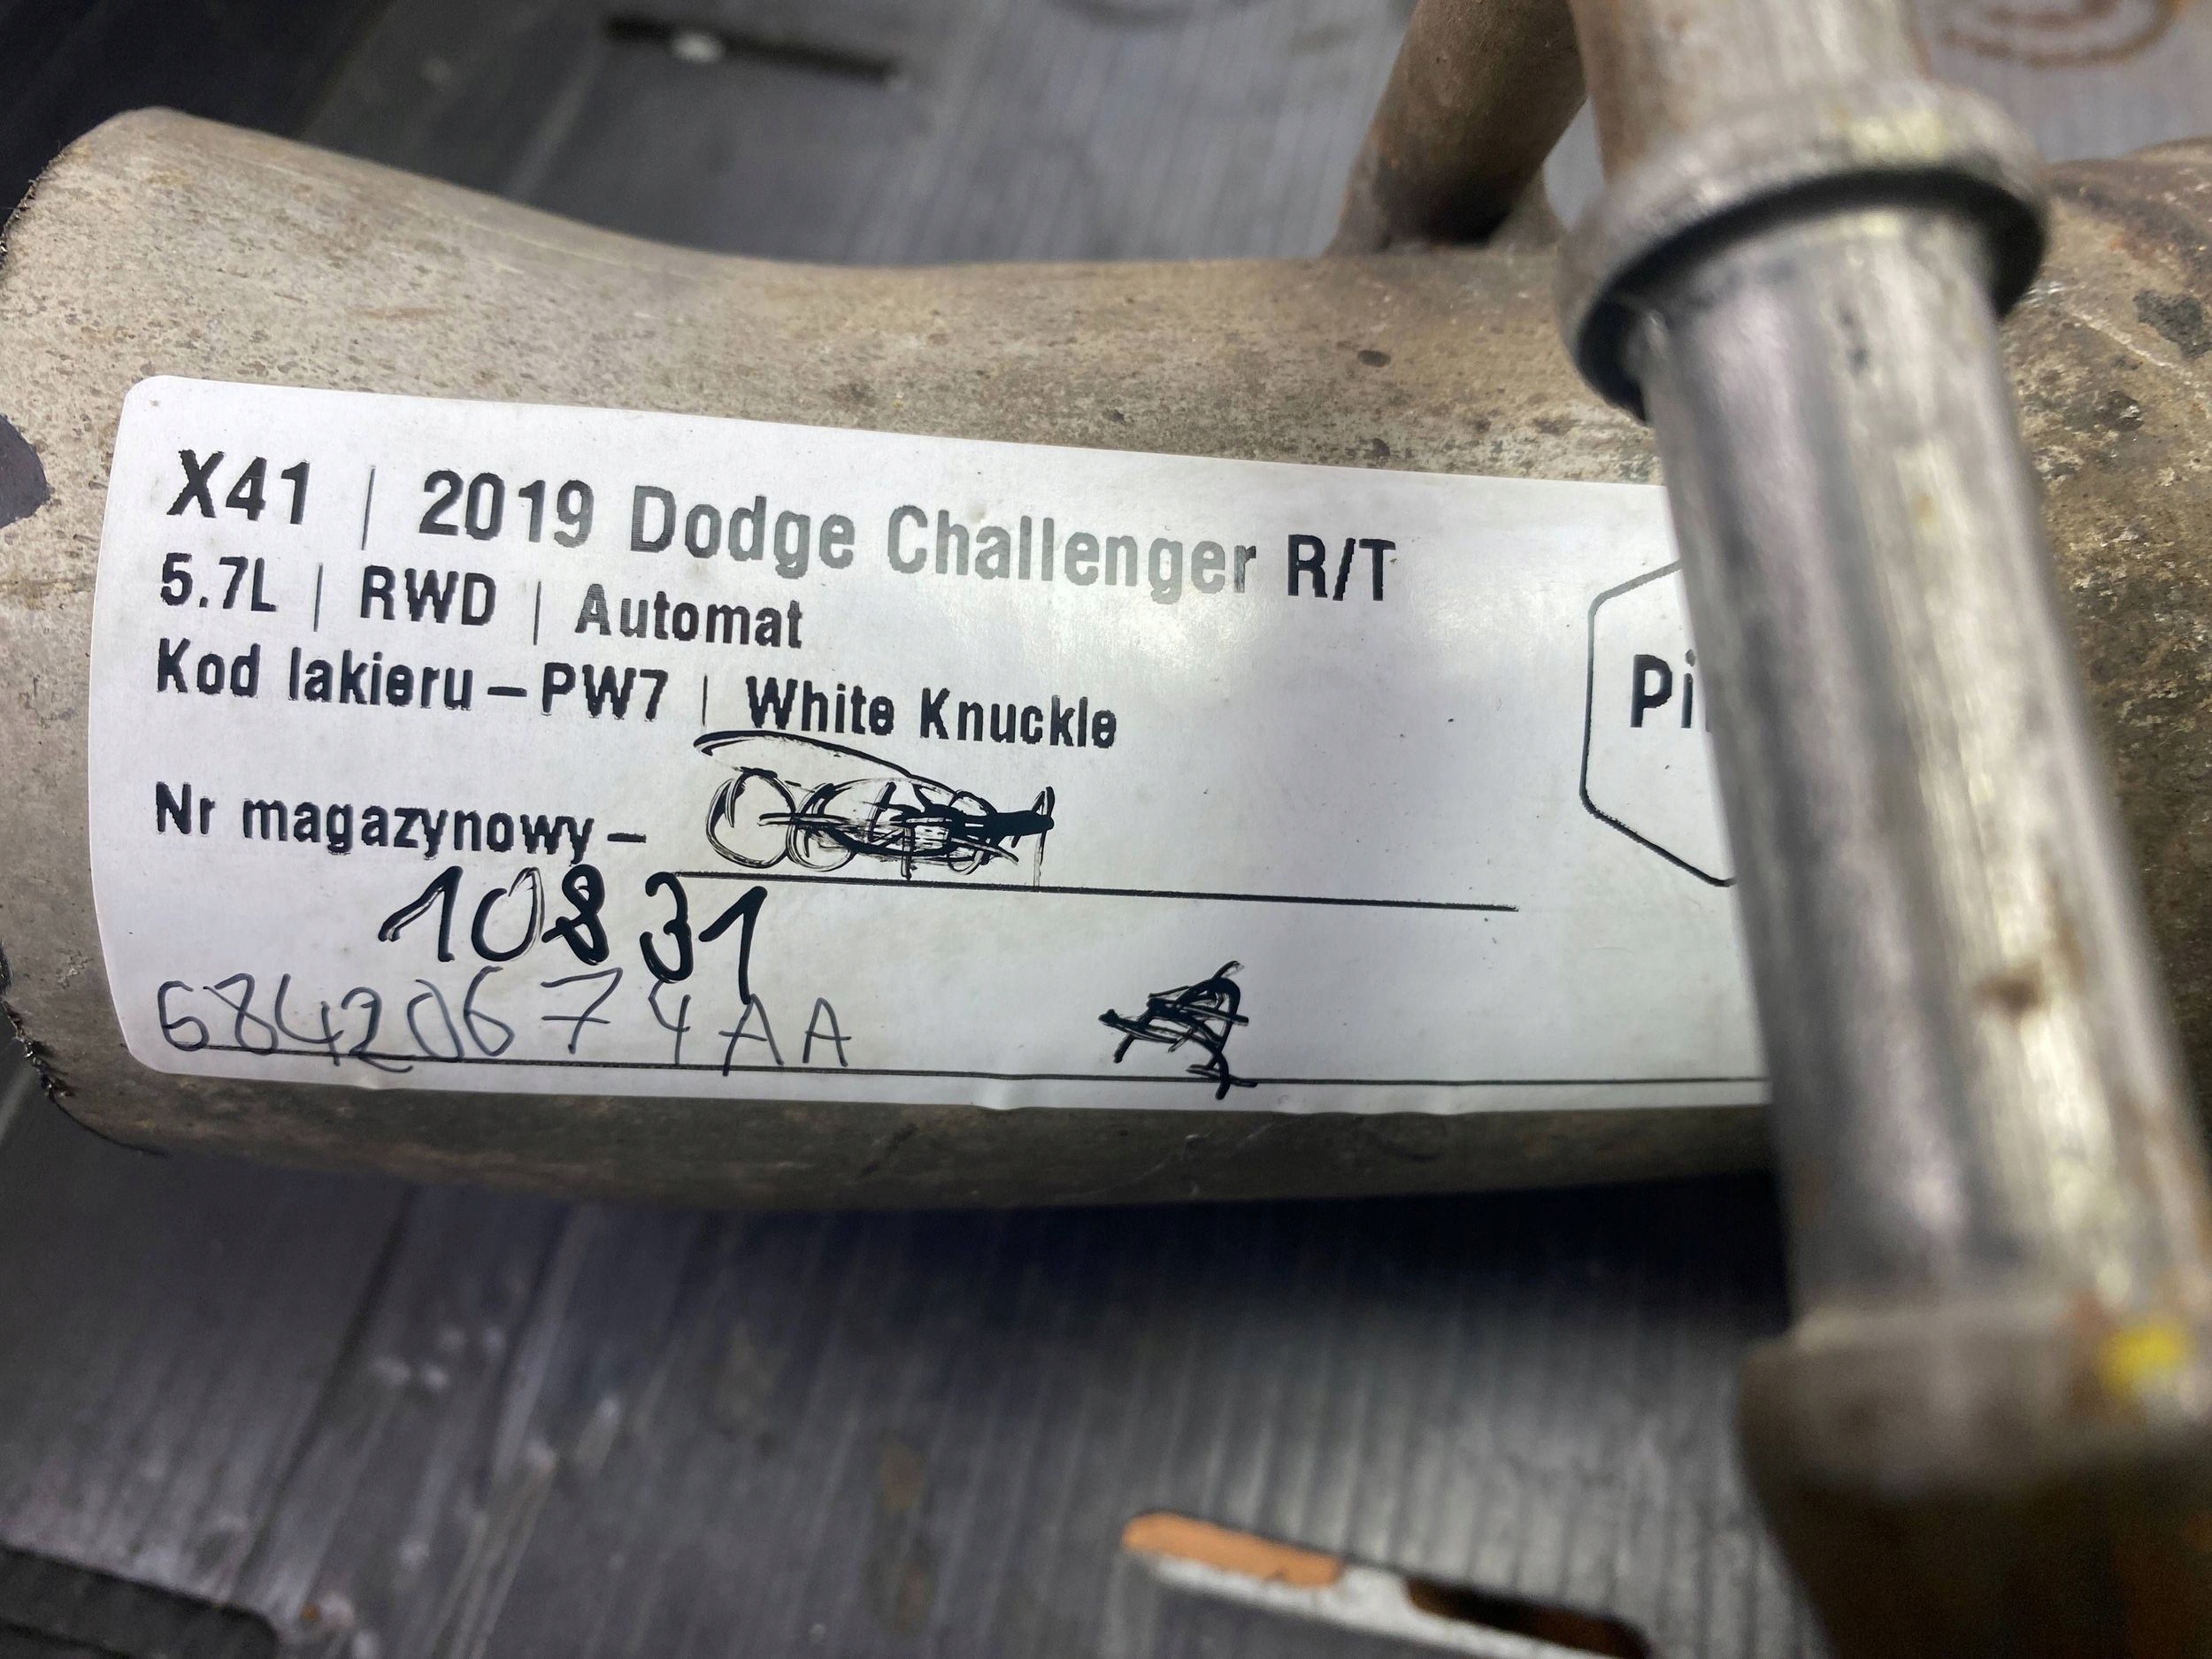 X41 | 2019 Dodge Challenger R/T
5.7L | RWD | Automat
Kod lakieru – PW7 | White Knuckle
Nr magazynowy –
10831
68420674AA